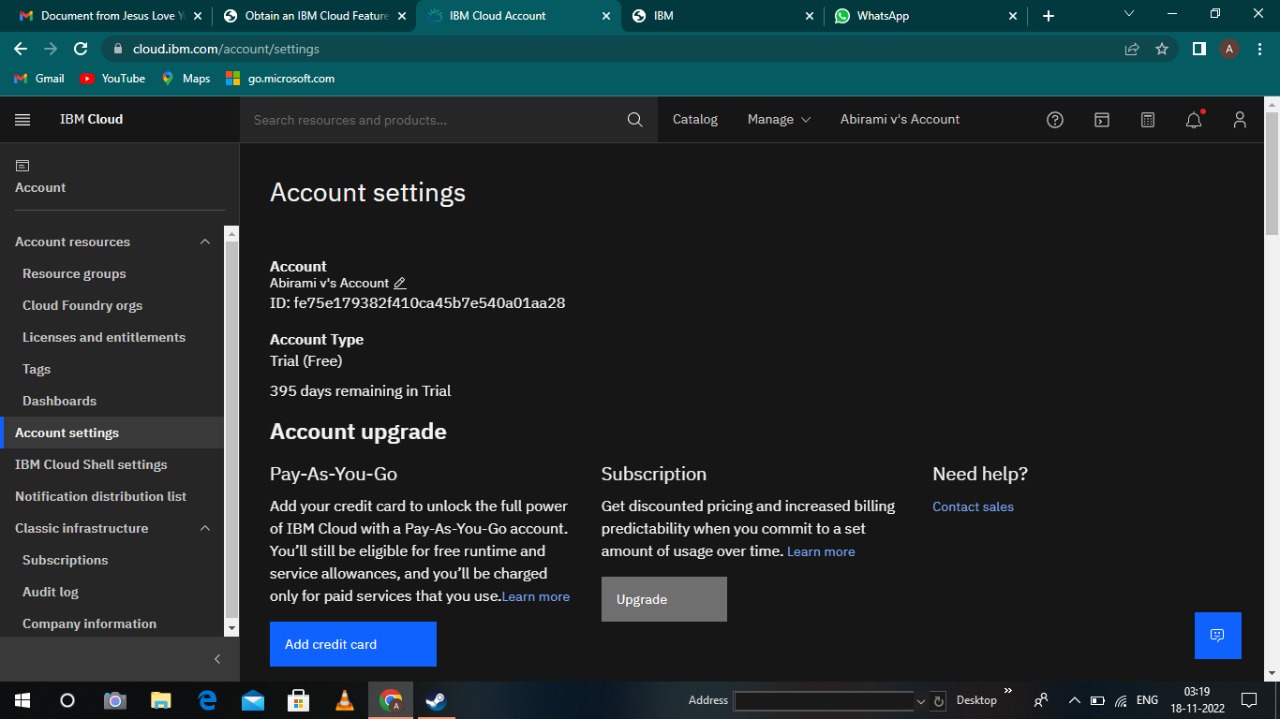 Document from Jesus Love Y
Obtain an IBM Cloud Feature
IBM Cloud Account
IBM
WhatsApp
cloud.ibm.com/account/settings
A
Gmail
YouTube
Maps
go.microsoft.com
IBM Cloud
Search resources and products...
Catalog
Manage
Abirami v's Account
Account
Account resources
Resource groups
Cloud Foundry orgs
Licenses and entitlements
Tags
Dashboards
Account settings
IBM Cloud Shell settings
Notification distribution list
Classic infrastructure
Subscriptions
Audit log
Company information
Account settings
Account
Abirami v's Account
ID: fe75e179382f410ca45b7e540a01aa28
Account Type
Trial (Free)
395 days remaining in Trial
Account upgrade
Pay-As-You-Go
Add your credit card to unlock the full power
of IBM Cloud with a Pay-As-You-Go account.
You'll still be eligible for free runtime and
service allowances, and you'll be charged
only for paid services that you use.Learn more
Add credit card
Subscription
Get discounted pricing and increased billing
predictability when you commit to a set
amount of usage over time. Learn more
Upgrade
Need help?
Contact sales
Address
Desktop
ENG
03:19
18-11-2022